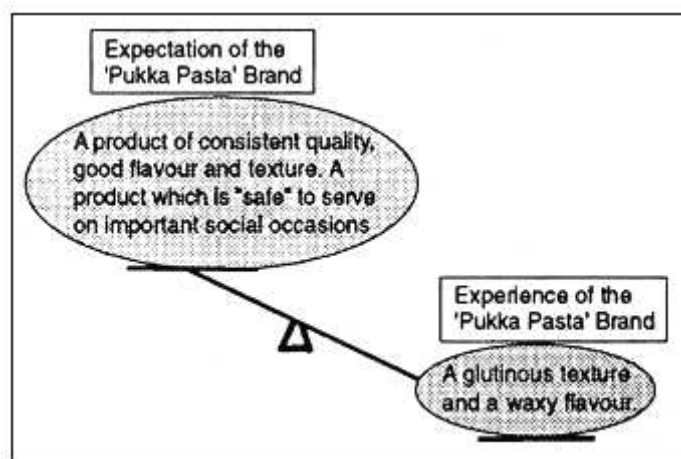 Expectation of the
'Pukka Pasta' Brand
A product of consistent quality,
good flavour and texture. A
product which is "safe" to serve
on important social occasions
Experience of the
'Pukka Pasta' Brand
A glutinous texture
and a waxy flavour.